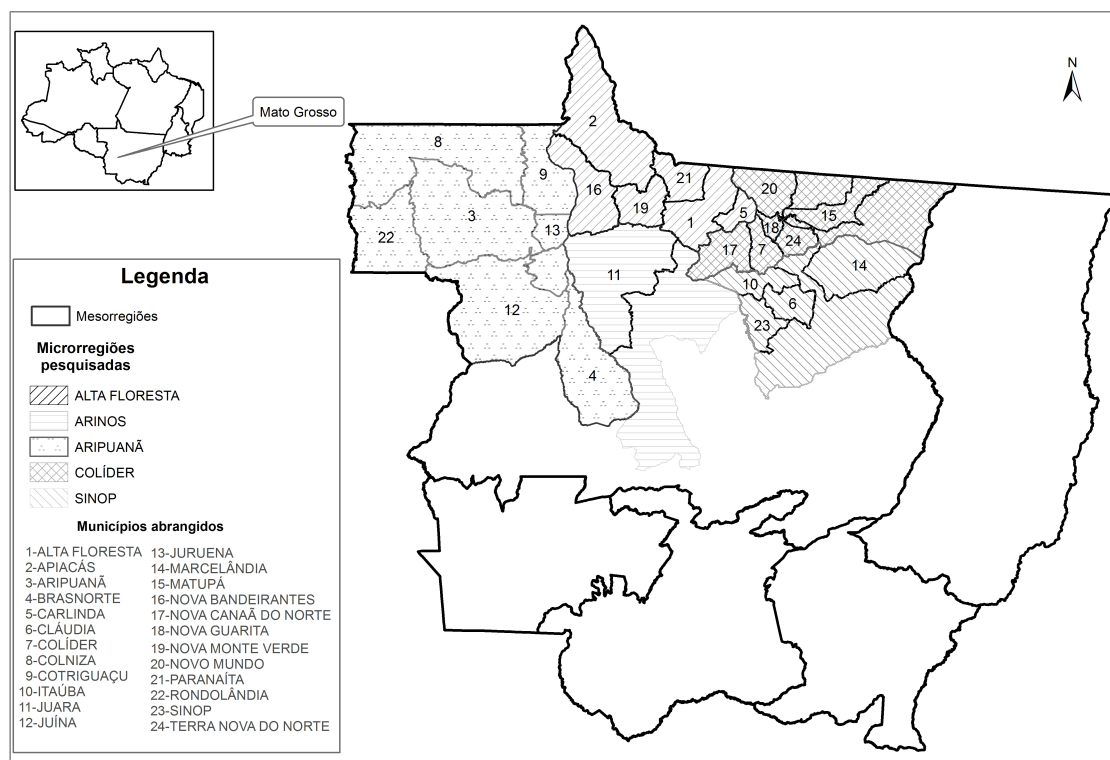 N
Mato Grosso
2
8
9
21
20
16
19
5
15
3
1
18
13
24
22
17
7
14
11
10
12
6
23
4
Legenda
Mesorregiões
Microrregiões
pesquisadas
ALTA FLORESTA
ARINOS
ARIPUANÃ
COLÍDER
SINOP
Municípios abrangidos
1-ALTA FLORESTA
2-APIACÁS
3-ARIPUANÃ
4-BRASNORTE
5-CARLINDA
6-CLÁUDIA
7-COLÍDER
8-COLNIZA
9-COTRIGUAÇU
10-ITAÚBA
11-JUARA
12-JUÍNA
13-JURUENA
14-MARCELÂNDIA
15-MATUPÁ
16-NOVA BANDEIRANTES
17-NOVA CANAÃ DO NORTE
18-NOVA GUARITA
19-NOVA MONTE VERDE
20-NOVO MUNDO
21-PARANAÍTA
22-RONDOLÂNDIA
23-SINOP
24-TERRA NOVA DO NORTE